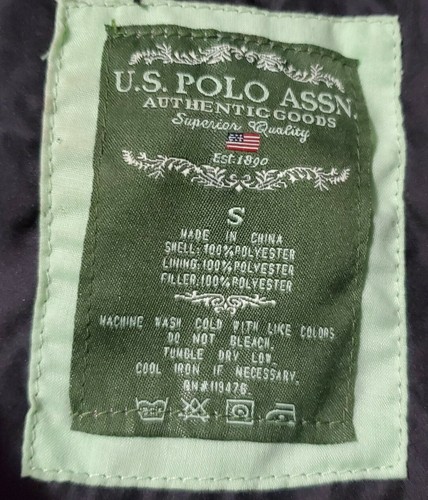 U.S. POLO ASSN.
AUTHENTIC GOODS
Superior Quality
Est.1890
S
MADE IN CHINA
SHELL:100%POLYESTER
LINING:100%POLYESTER
FILLER:100%POLYESTER
MACHINE WASH COLD WITH LIKE COLORS
DO NOT BLEACH.
TUMBLE DRY LOW.
COOL IRON IF NECESSARY.
RN#119476.